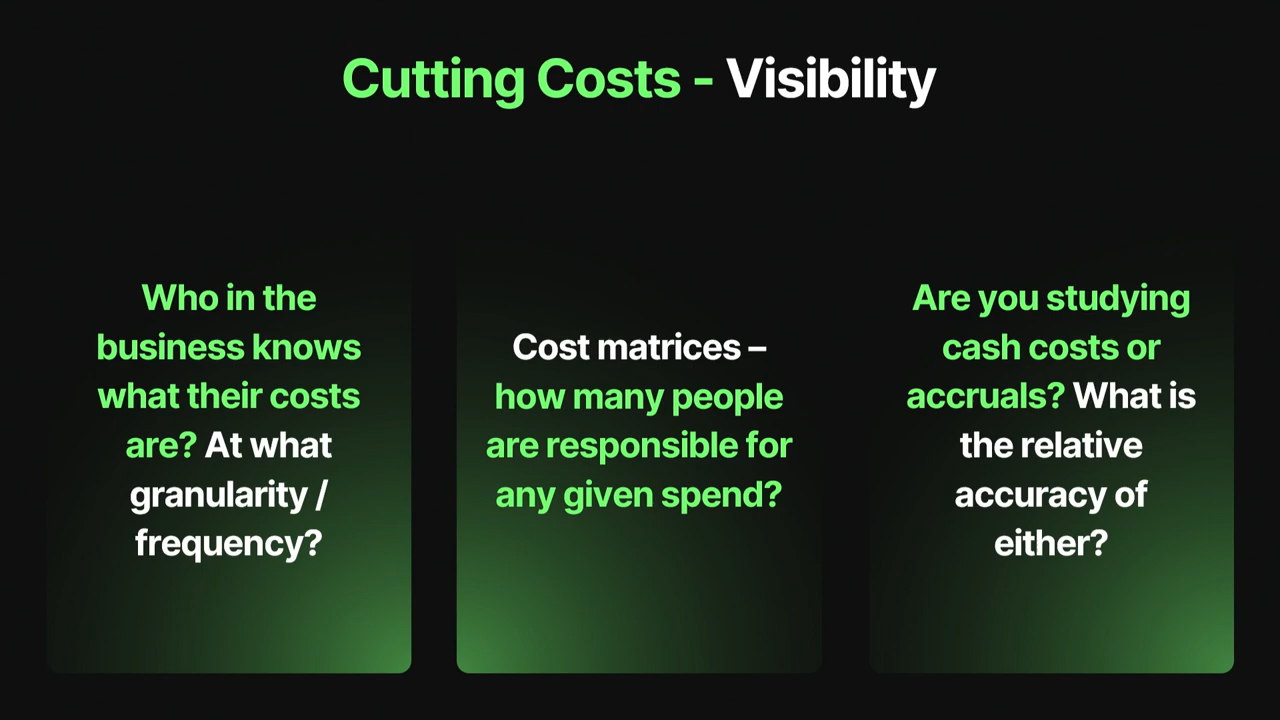 Cutting Costs - Visibility
Who in the
business knows
what their costs
are? At what
granularity /
frequency?
Cost matrices –
how many people
are responsible for
any given spend?
Are you studying
cash costs or
accruals? What is
the relative
accuracy of
either?